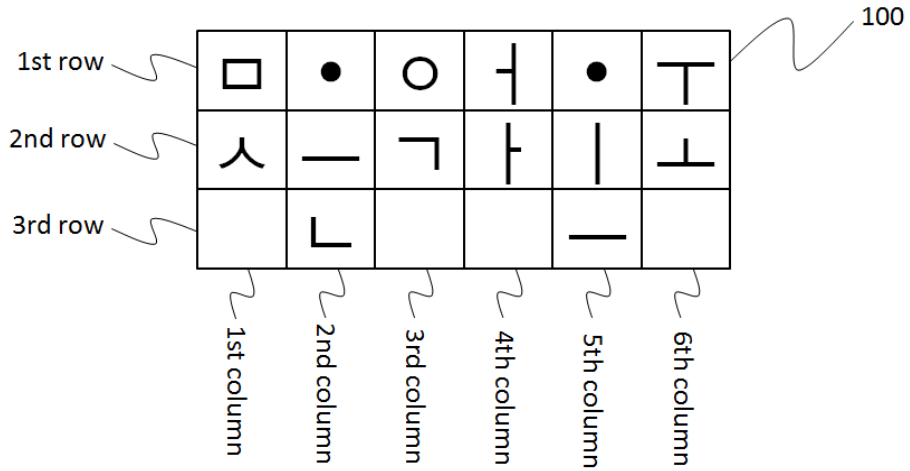 100
1st row ㅁ • ㅇ ㅓ • ㅜ
2nd row ㅅ ㅡ ㄱ ㅏ ㅣ ㅗ
3rd row ㄴ ㅡ
1st column
2nd column
3rd column
4th column
5th column
6th column